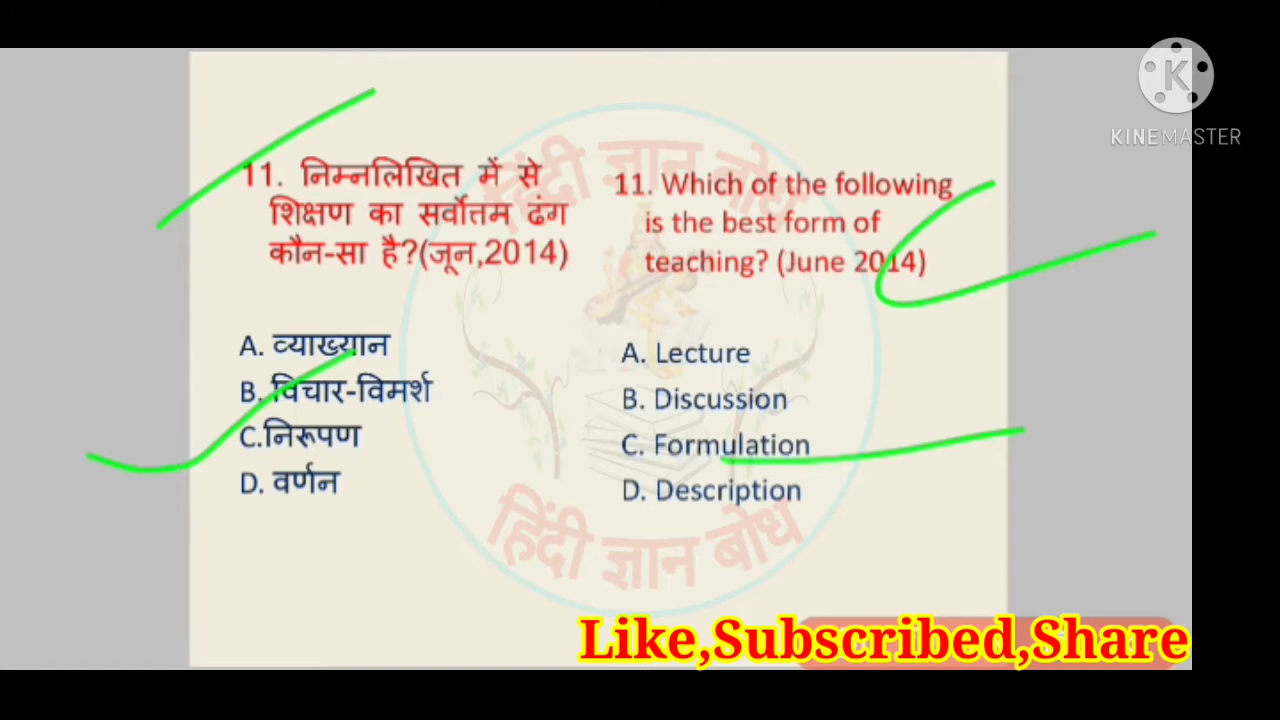 KINEMASTER
हिंदी ज्ञान बोध
11. निम्नलिखित में से
शिक्षण का सर्वोत्तम ढंग
कौन-सा है?(जून,2014)
A. व्याख्यान
B. विचार-विमर्श
C.निरूपण
D. वर्णन
11. Which of the following
is the best form of
teaching? (June 2014)
A. Lecture
B. Discussion
C. Formulation
D. Description
हिंदी ज्ञान बोध
Like,Subscribed,Share